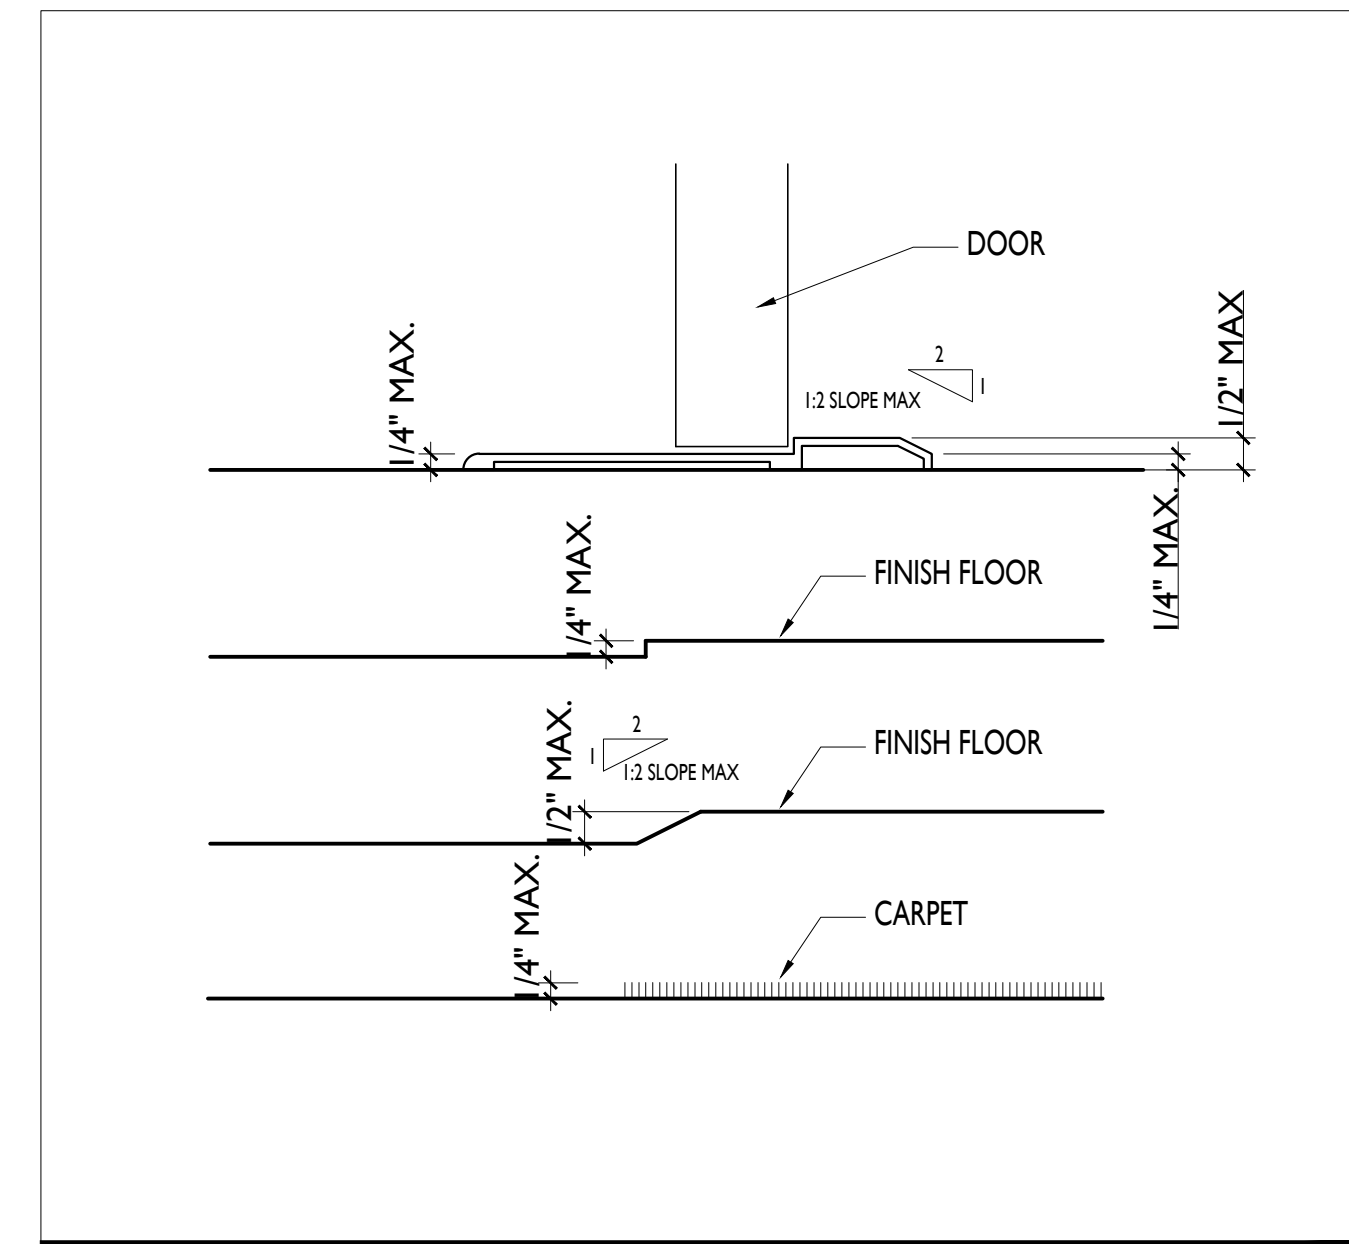 DOOR
1/4" MAX.
2
1
1:2 SLOPE MAX
1/2" MAX
1/4" MAX.
1/4" MAX.
FINISH FLOOR
1/2" MAX.
2
1
1:2 SLOPE MAX
FINISH FLOOR
1/4" MAX.
CARPET